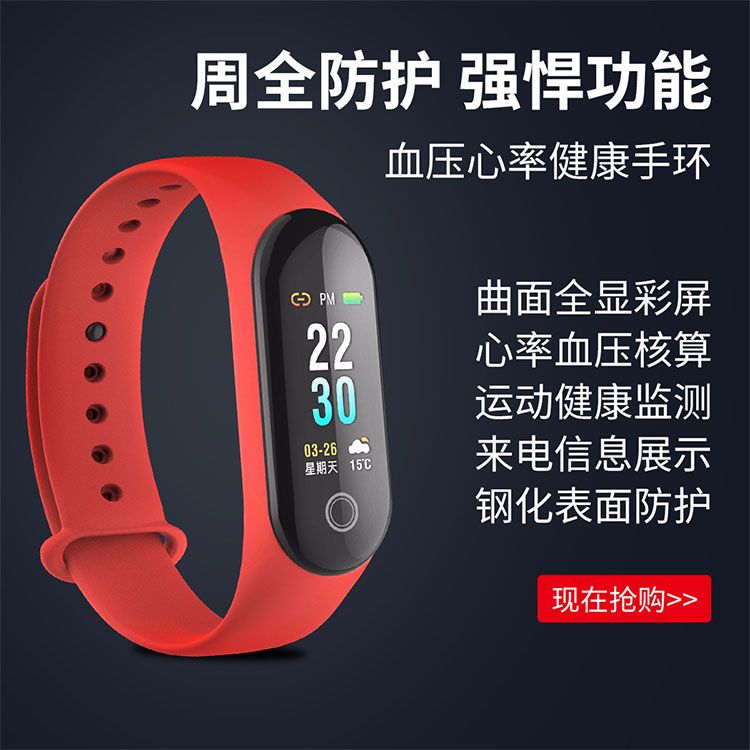 周全防护 强悍功能
血压心率健康手环
曲面全显彩屏
心率血压核算
运动健康监测
来电信息展示
钢化表面防护
现在抢购>>
PM
22
30
03-26
星期天 15℃